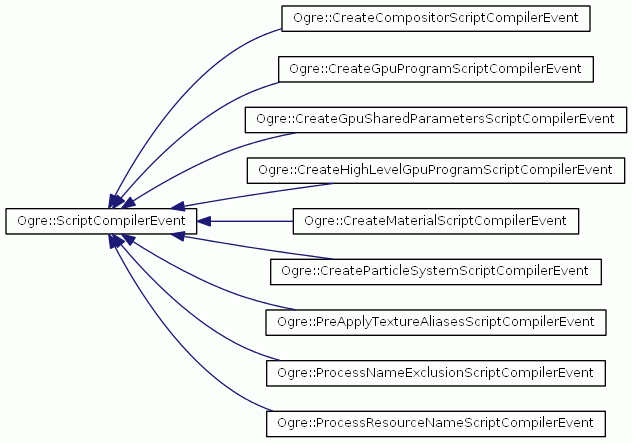 Ogre::CreateCompositorScriptCompilerEvent
Ogre::CreateGpuProgramScriptCompilerEvent
Ogre::CreateGpuSharedParametersScriptCompilerEvent
Ogre::CreateHighLevelGpuProgramScriptCompilerEvent
Ogre::ScriptCompilerEvent
Ogre::CreateMaterialScriptCompilerEvent
Ogre::CreateParticleSystemScriptCompilerEvent
Ogre::PreApplyTextureAliasesScriptCompilerEvent
Ogre::ProcessNameExclusionScriptCompilerEvent
Ogre::ProcessResourceNameScriptCompilerEvent